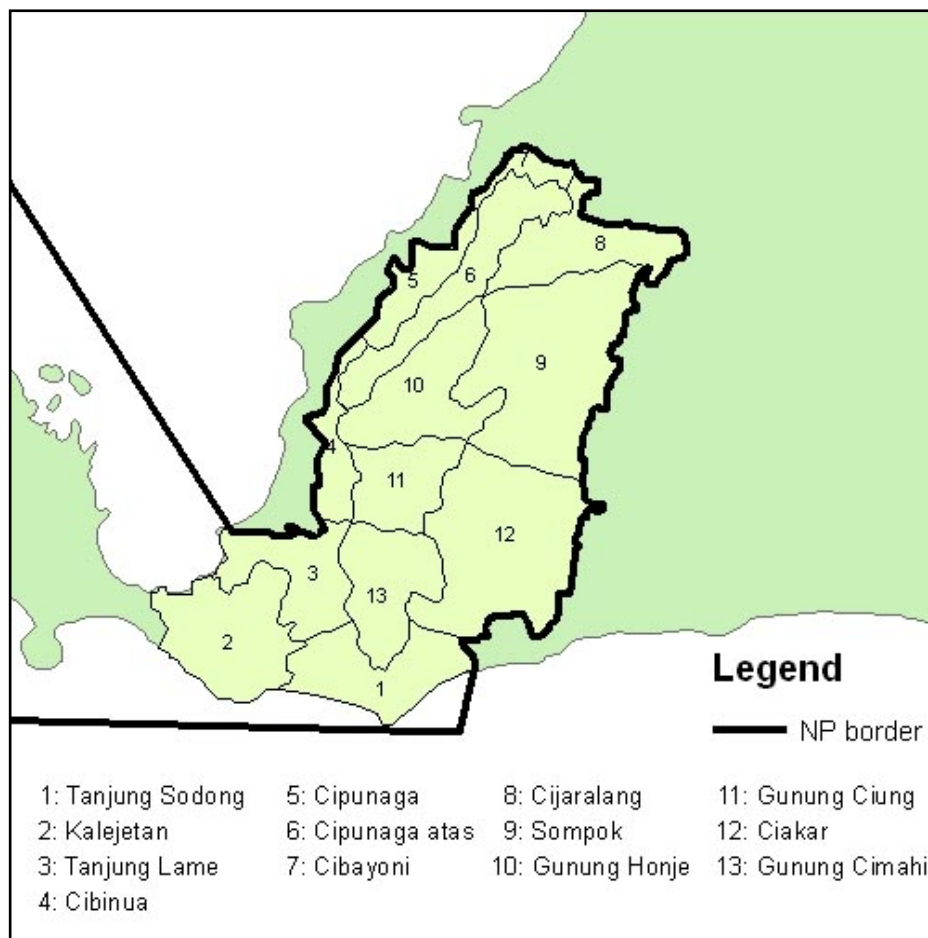 8
5
6
9
10
4
11
12
3
13
2
1
Legend
NP border
1: Tanjung Sodong
2: Kalejetan
3: Tanjung Lame
4: Cibinua
5: Cipunaga
6: Cipunaga atas
7: Cibayoni
8: Cijaralang
9: Sompok
10: Gunung Honje
11: Gunung Ciung
12: Ciakar
13: Gunung Cimahi